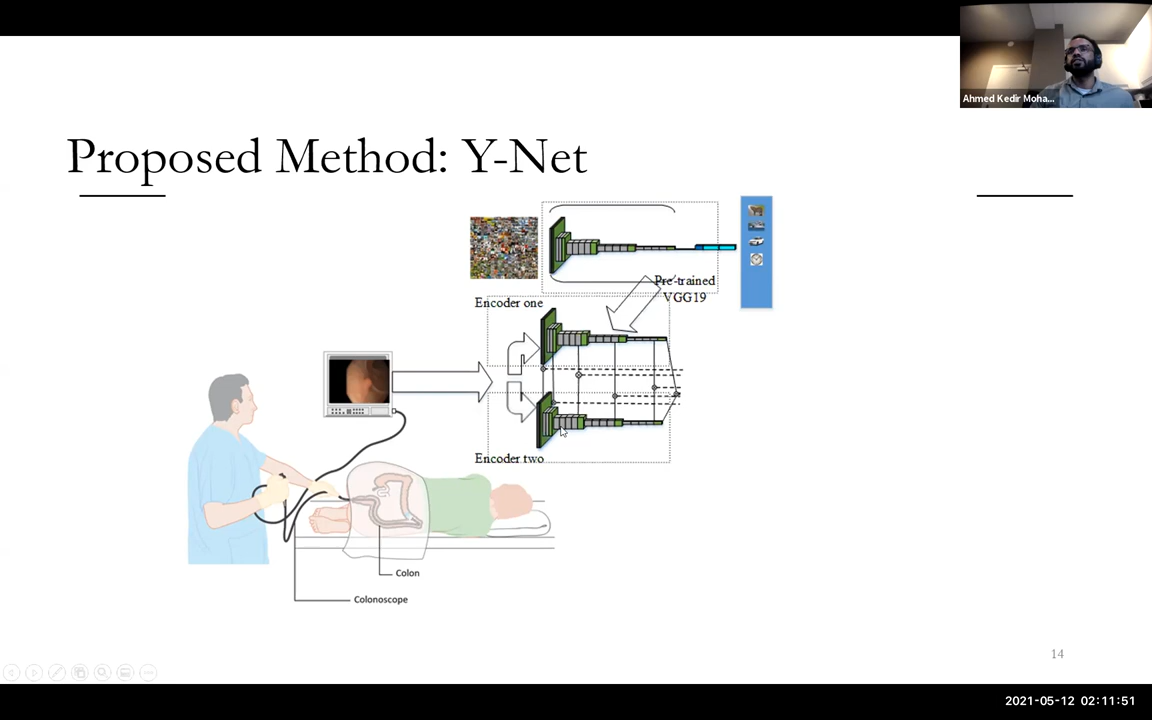 Ahmed Kedir Moha...
Proposed Method: Y-Net
Pre-trained
VGG19
Encoder one
Encoder two
Colon
Colonoscope
14
2021-05-12 02:11:51